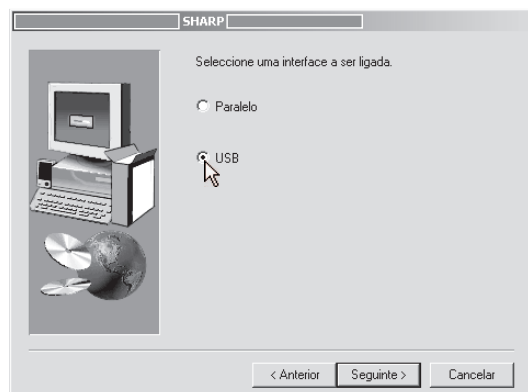 SHARP
Seleccione uma interface a ser ligada.
Paralelo
USB
< Anterior
Seguinte >
Cancelar